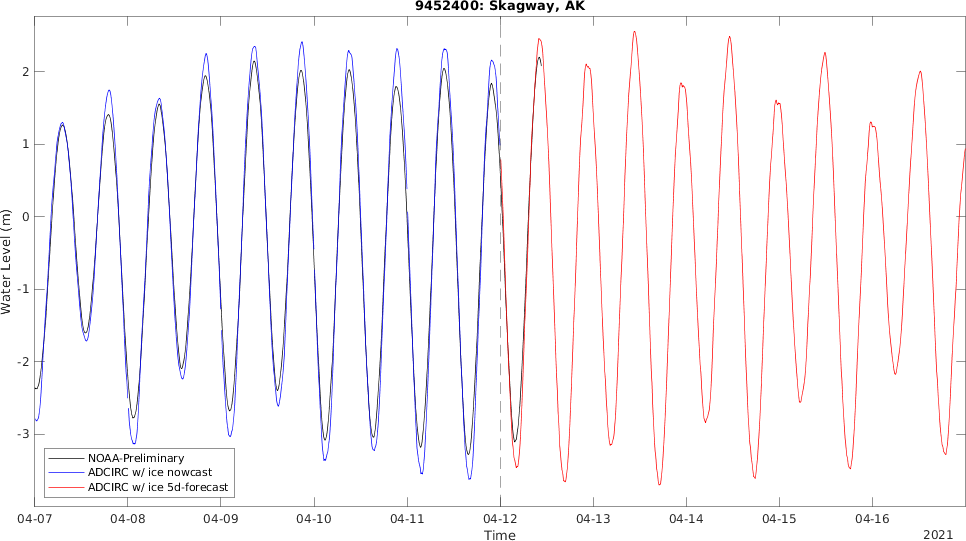 9452400: Skagway, AK
Water Level (m)
2
1
0
-1
-2
-3
NOAA-Preliminary
ADCIRC w/ ice nowcast
ADCIRC w/ ice 5d-forecast
04-07 04-08 04-09 04-10 04-11 04-12 04-13 04-14 04-15 04-16
Time
2021